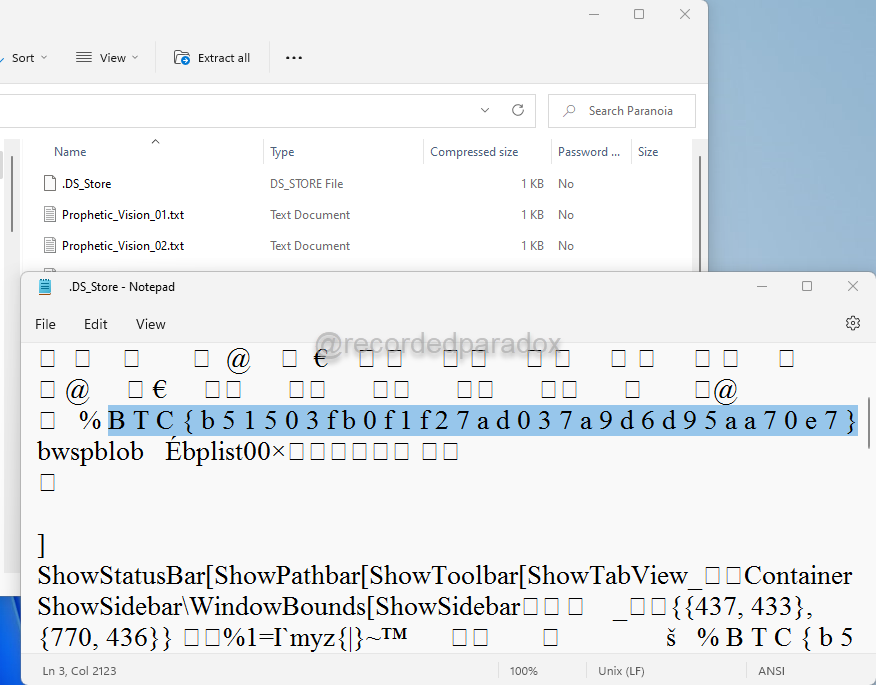 Sort View Extract all ...
Search Paranoia
Name Type Compressed size Password ... Size
.DS_Store DS_STORE File 1 KB No
Prophetic_Vision_01.txt Text Document 1 KB No
Prophetic_Vision_02.txt Text Document 1 KB No
.DS_Store - Notepad
File Edit View
@recordedparadox
□ □ □ □ @ □ € □ □ □ □ □ □ □ □ □ □ □
□ @ □ € □ □ □ □ □ □ □ □ □ □ □ □ @
□ % B T C { b 5 1 5 0 3 f b 0 f 1 f 2 7 a d 0 3 7 a 9 d 6 d 9 5 a a 7 0 e 7 }
bwspblob Ébplist00×□□□□□□ □□
□
]
ShowStatusBar[ShowPathbar[ShowToolbar[ShowTabView_□□Container
ShowSidebar\WindowBounds[ShowSidebar□□□ _□□{{437, 433},
{770, 436}} □□%1=I`myz{|}~™ □□ □ š % B T C { b 5
Ln 3, Col 2123 100% Unix (LF) ANSI